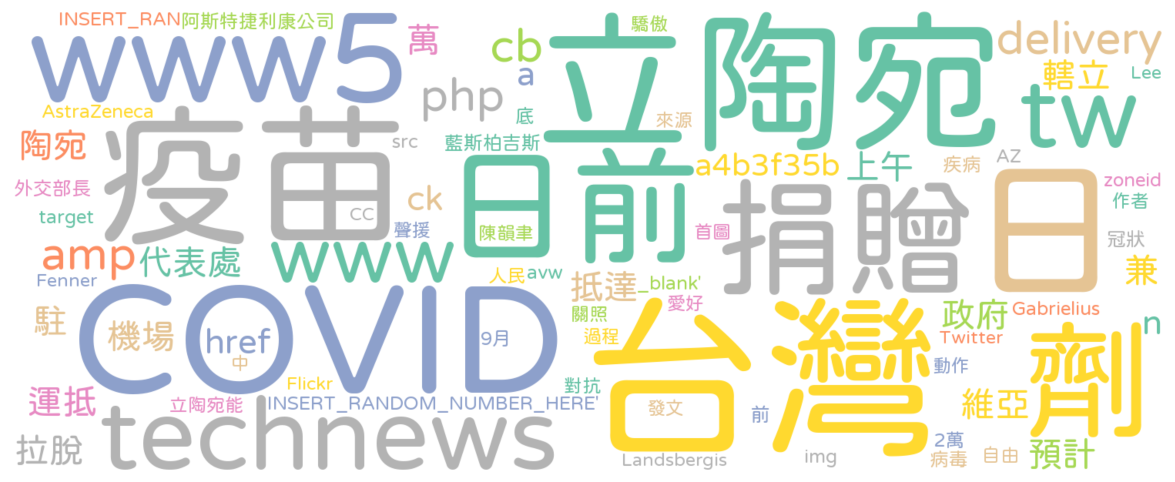 INSERT_RAN
阿斯特捷利康公司
www5
萬
cb
a
驕傲
立
陶宛
delivery
轄立
Lee
AstraZeneca
php
底
來源
tw
陶宛
疫苗
src
藍斯柏吉斯
日
前
a4b3f35b
上午
疾病
AZ
日
zoneid
作者
外交部長
target
CC
ck
聲援
陳韻聿
首圖
捐贈
冠狀
amp
代表處
www
人民
avw
抵達
_blank'
愛好
兼
Fenner
COVID
駐
機場
href
中
9月
關照
過程
台灣
政府
Gabrielius
Twitter
n
劑
動作
Flickr
對抗
運抵
立陶宛能
INSERT_RANDOM_NUMBER_HERE'
發文
前
維亞
technews
拉脫
Landsbergis
img
2萬
病毒
自由
預計